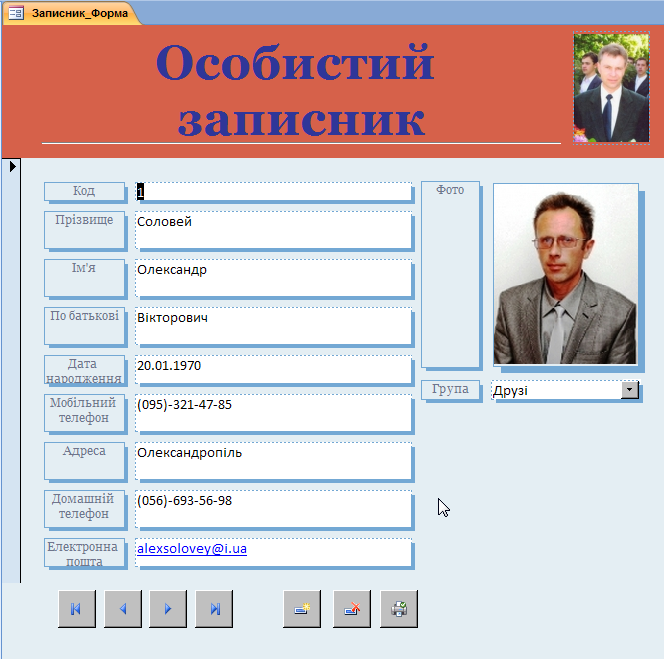 Записник_Форма
Особистий
записник
Код
1
Прізвище
Соловей
Ім'я
Олександр
По батькові
Вікторович
Дата
народження
20.01.1970
Мобільний
телефон
(095)-321-47-85
Адреса
Олександропіль
Домашній
телефон
(056)-693-56-98
Електронна
пошта
alexsolovey@i.ua
Фото
Група
Друзі